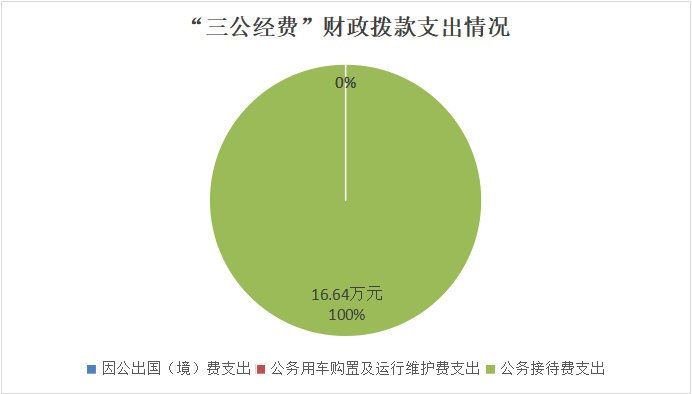 “三公经费”财政拨款支出情况
0%
16.64万元
100%
因公出国（境）费支出 公务用车购置及运行维护费支出 公务接待费支出